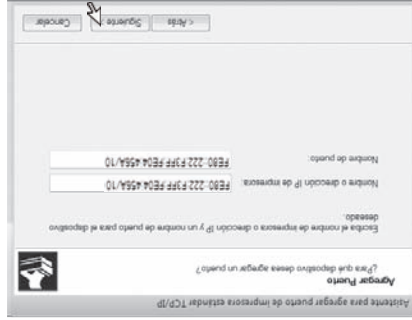 Asistente para agregar puerto de impresora estándar TCP/IP
Agregar Puerto
¿Para qué dispositivo desea agregar un puerto?
Escriba el nombre de impresora o dirección IP y un nombre de puerto para el dispositivo
deseado.
Nombre o dirección IP de impresora: FE80::222:F3FF:FE04:456A/10
Nombre de puerto: FE80::222:F3FF:FE04:456A/10
< Atrás Siguiente > Cancelar